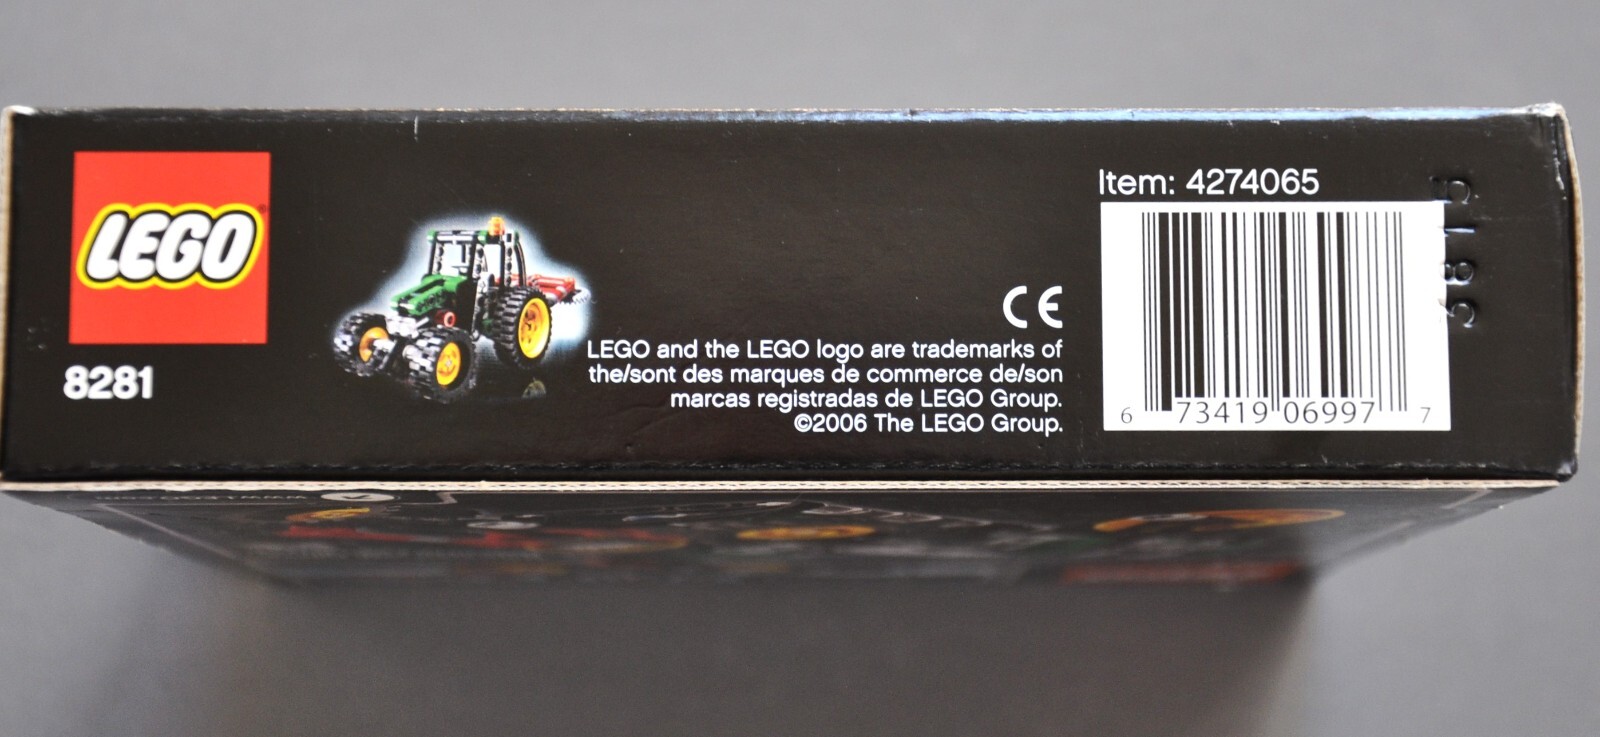 LEGO
8281
LEGO and the LEGO logo are trademarks of
the/sont des marques de commerce de/son
marcas registradas de LEGO Group.
©2006 The LEGO Group.
CE
Item: 4274065
6 73419 06997 7